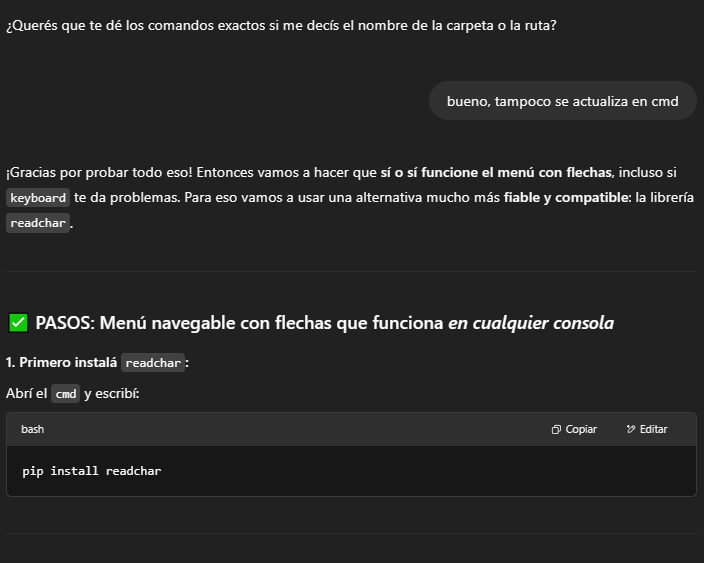 ¿Querés que te dé los comandos exactos si me decís el nombre de la carpeta o la ruta?
bueno, tampoco se actualiza en cmd
¡Gracias por probar todo eso! Entonces vamos a hacer que sí o sí funcione el menú con flechas, incluso si
keyboard te da problemas. Para eso vamos a usar una alternativa mucho más fiable y compatible: la librería
readchar.
✅ PASOS: Menú navegable con flechas que funciona en cualquier consola
1. Primero instalá readchar:
Abrí el cmd y escribí:
bash Copiar Editar
pip install readchar